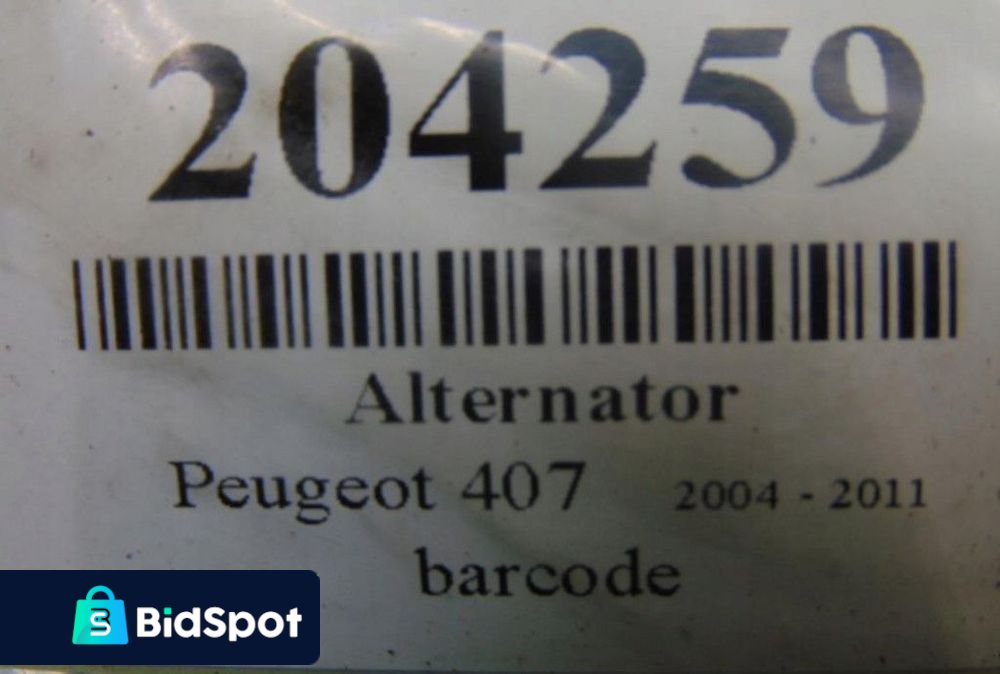 204259
Alternator
Peugeot 407 2004 - 2011
barcode
BidSpot